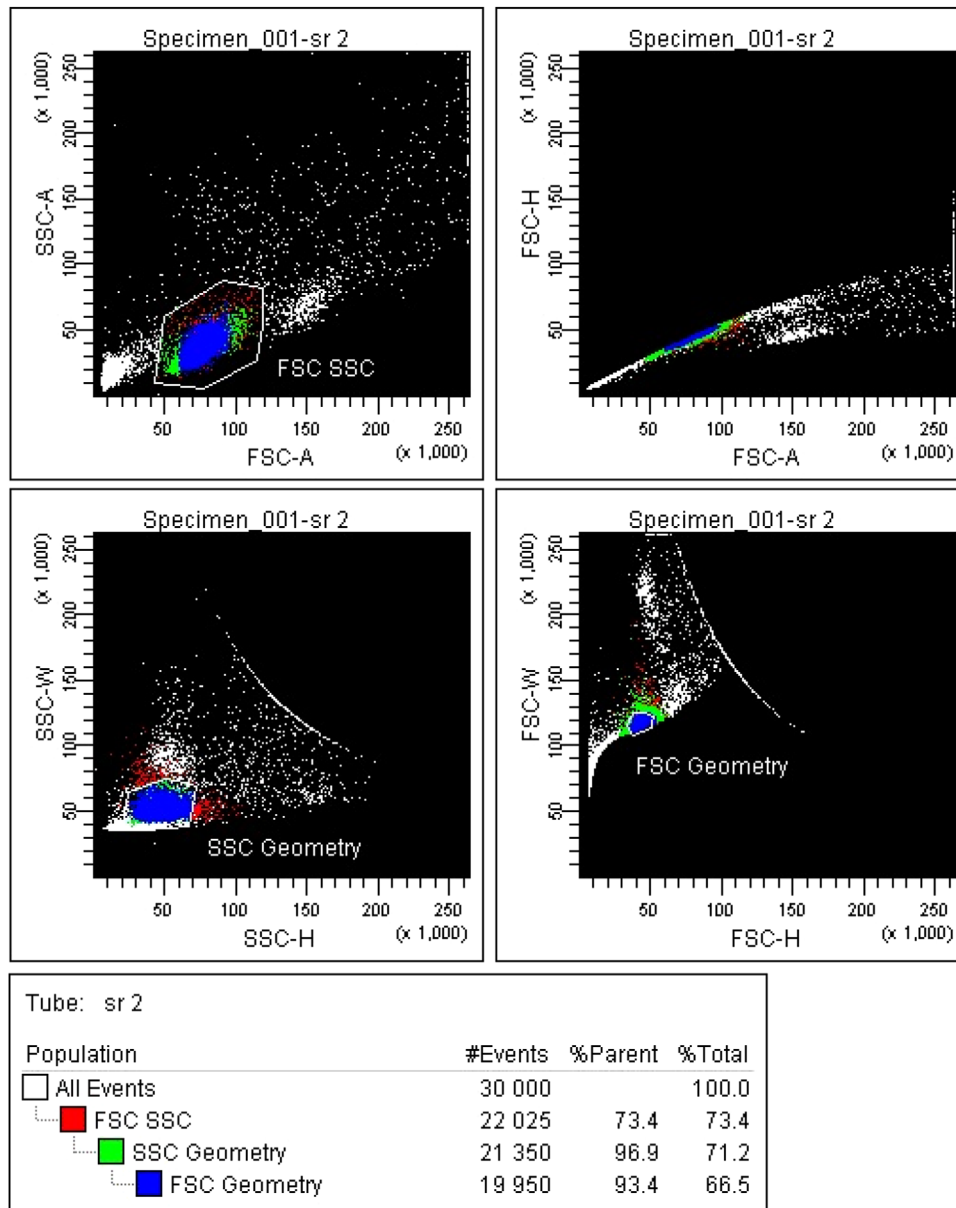 Specimen_001-sr 2
SSC-A
(x 1,000)
50 100 150 200 250
FSC SSC
50 100 150 200 250
FSC-A
(x 1,000)
Specimen_001-sr 2
FSC-H
(x 1,000)
50 100 150 200 250
50 100 150 200 250
FSC-A
(x 1,000)
Specimen_001-sr 2
SSC-W
(x 1,000)
50 100 150 200 250
SSC Geometry
50 100 150 200 250
SSC-H
(x 1,000)
Specimen_001-sr 2
FSC-W
(x 1,000)
50 100 150 200 250
FSC Geometry
50 100 150 200 250
FSC-H
(x 1,000)
Tube: sr 2
Population #Events %Parent %Total
All Events 30 000 100.0
FSC SSC 22 025 73.4 73.4
SSC Geometry 21 350 96.9 71.2
FSC Geometry 19 950 93.4 66.5